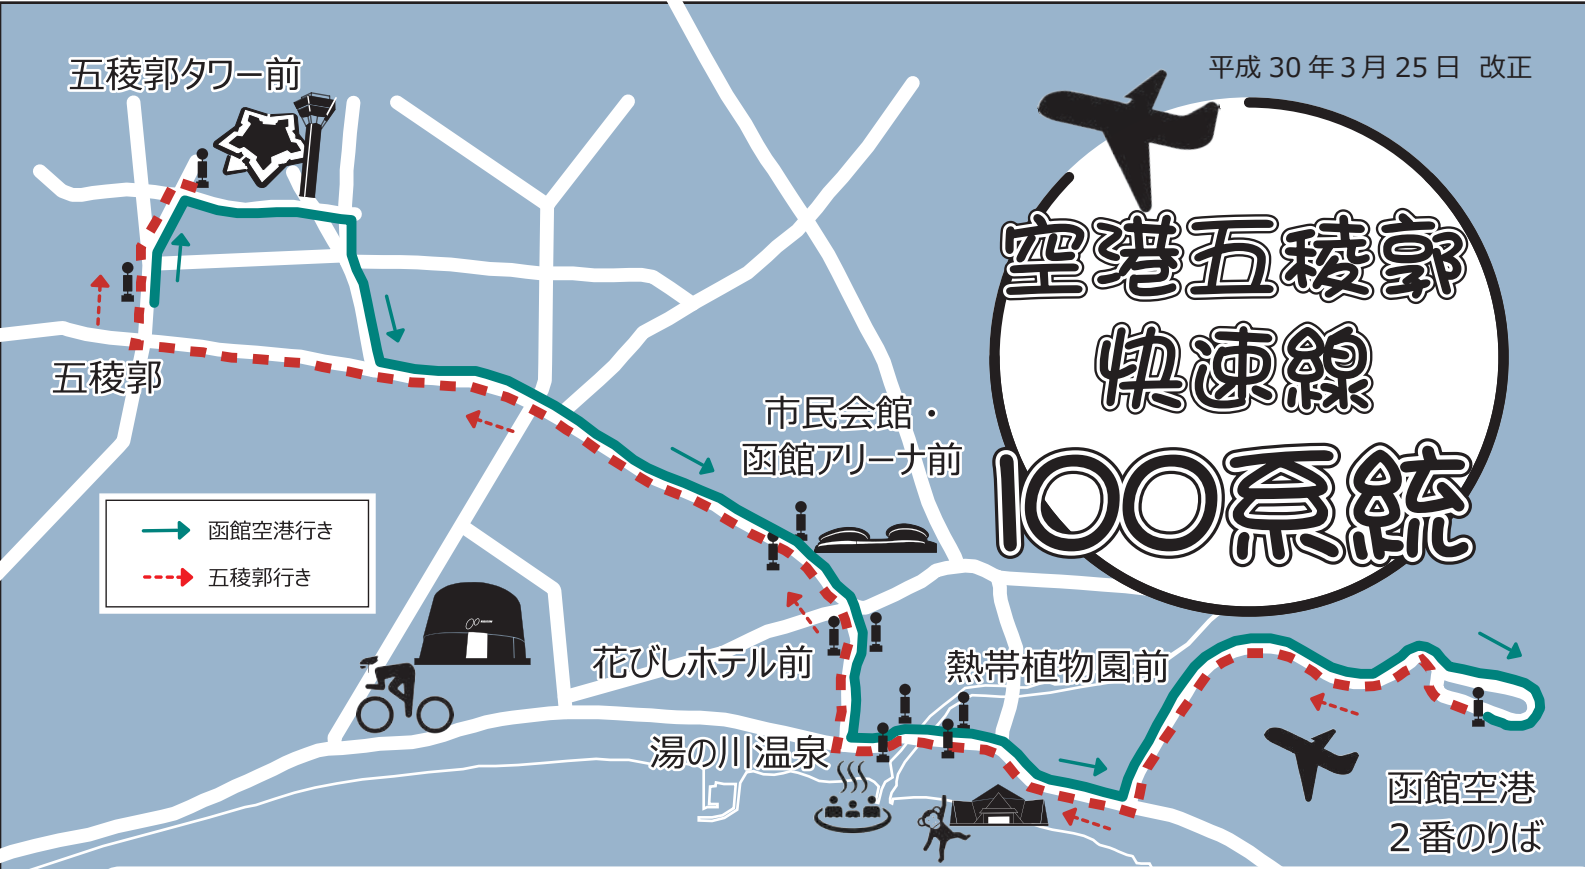 平成 30 年 3 月 25 日 改正
五稜郭タワー前
空港五稜郭
快速線
100系統
五稜郭
市民会館・
函館アリーナ前
函館空港行き
五稜郭行き
花びしホテル前
熱帯植物園前
湯の川温泉
函館空港
2 番のりば